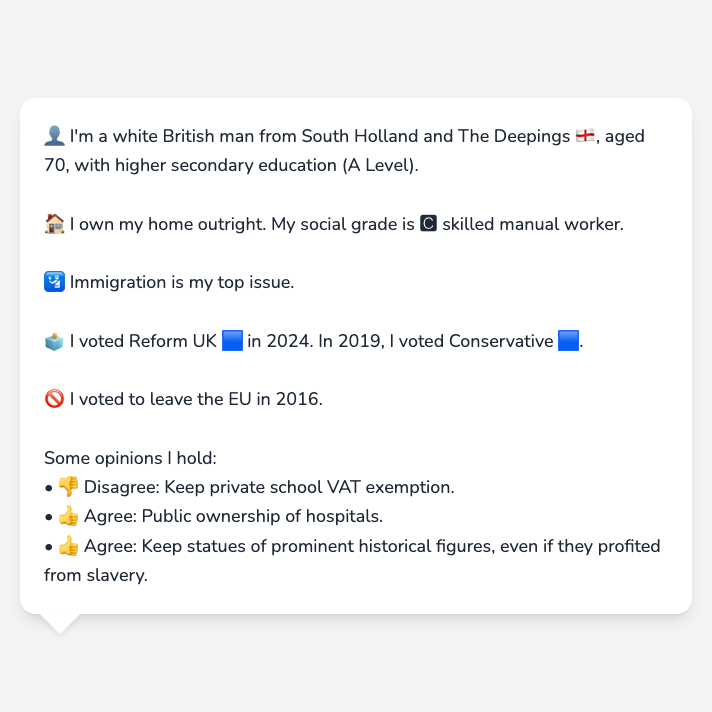 👤 I'm a white British man from South Holland and The Deepings 🏴󠁧󠁢󠁥󠁮󠁧󠁿, aged
70, with higher secondary education (A Level).
🏠 I own my home outright. My social grade is 🅲 skilled manual worker.
🛂 Immigration is my top issue.
🗳️ I voted Reform UK 🟦 in 2024. In 2019, I voted Conservative 🟦.
🚫 I voted to leave the EU in 2016.
Some opinions I hold:
• 👎 Disagree: Keep private school VAT exemption.
• 👍 Agree: Public ownership of hospitals.
• 👍 Agree: Keep statues of prominent historical figures, even if they profited
from slavery.